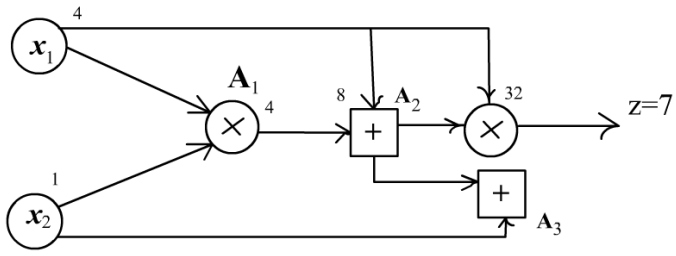 4
x₁
A₁
4
8
A₂
32
z=7
×
+
×
1
x₂
+
A₃